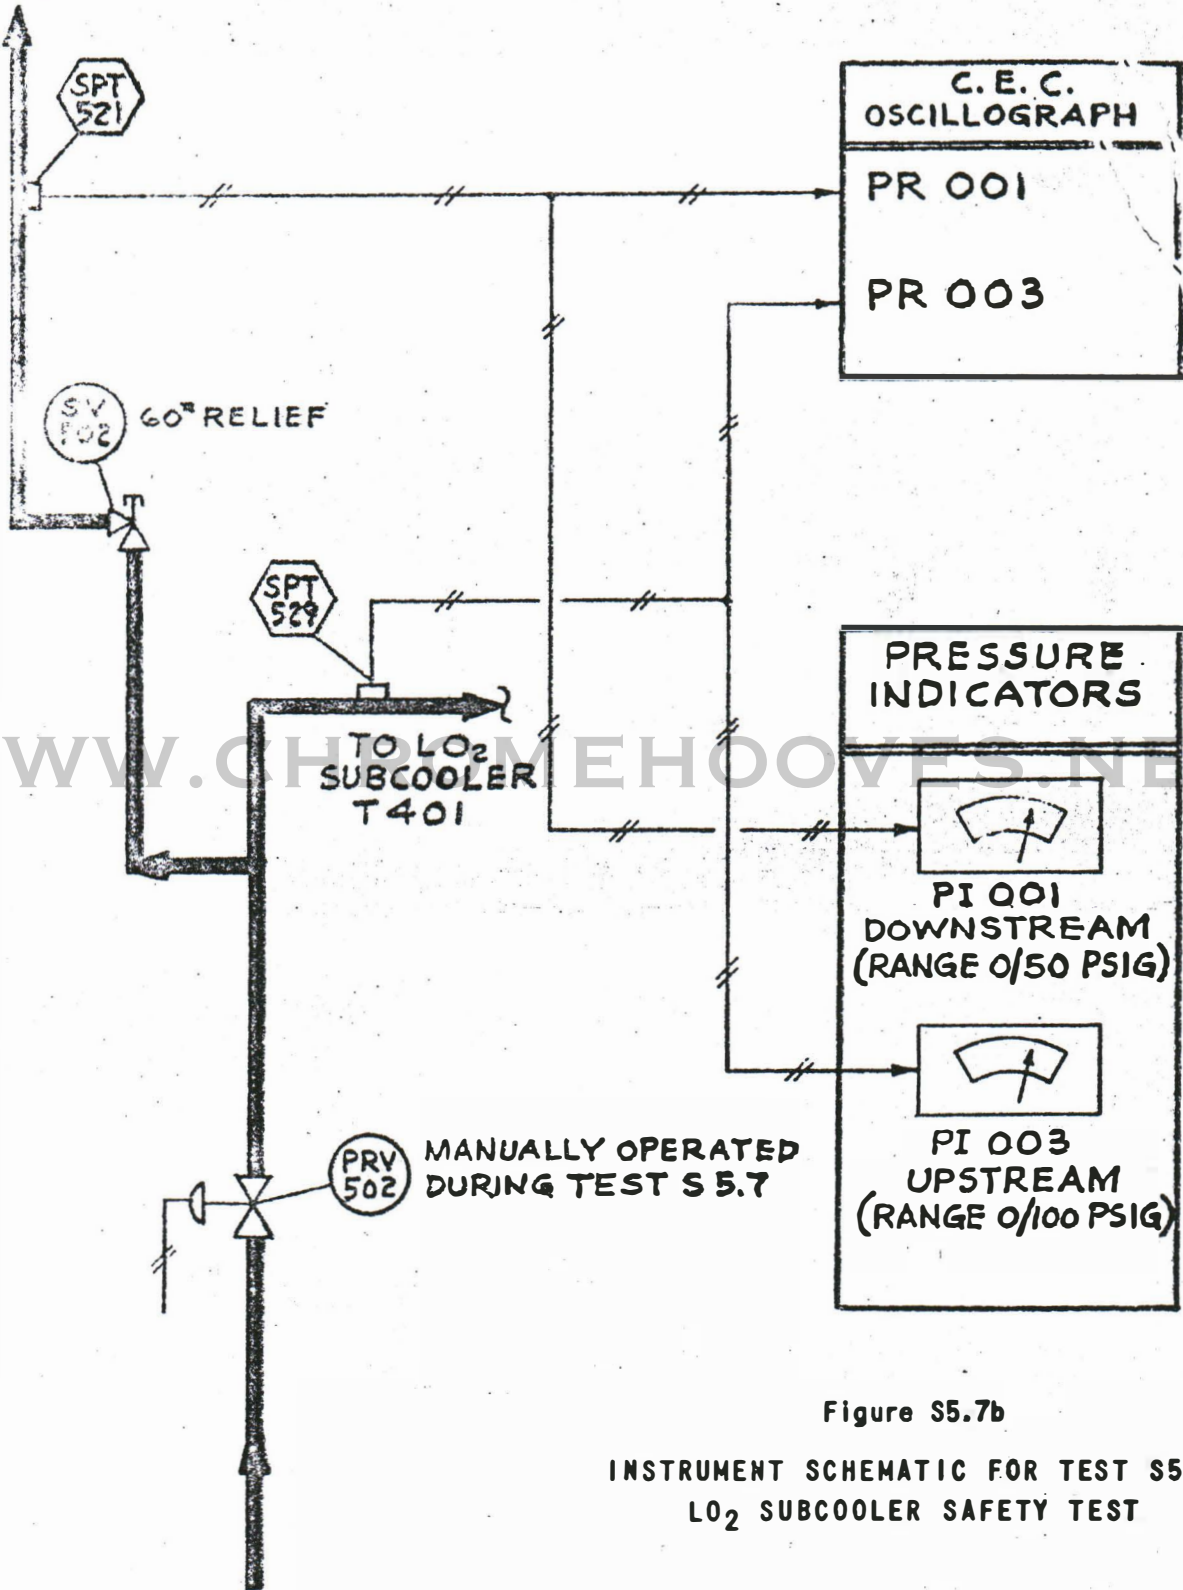 SPT
521
C. E. C.
OSCILLOGRAPH
PR 001
PR 003
SV
502
60# RELIEF
SPT
529
TO LO2
SUBCOOLER
T 401
PRESSURE
INDICATORS
WW.CHROMEHOOVES.NE
PI 001
DOWNSTREAM
(RANGE 0/50 PSIG)
PI 003
UPSTREAM
(RANGE 0/100 PSIG)
PRV
502
MANUALLY OPERATED
DURING TEST S 5.7
Figure S5.7b
INSTRUMENT SCHEMATIC FOR TEST S5
LO2 SUBCOOLER SAFETY TEST